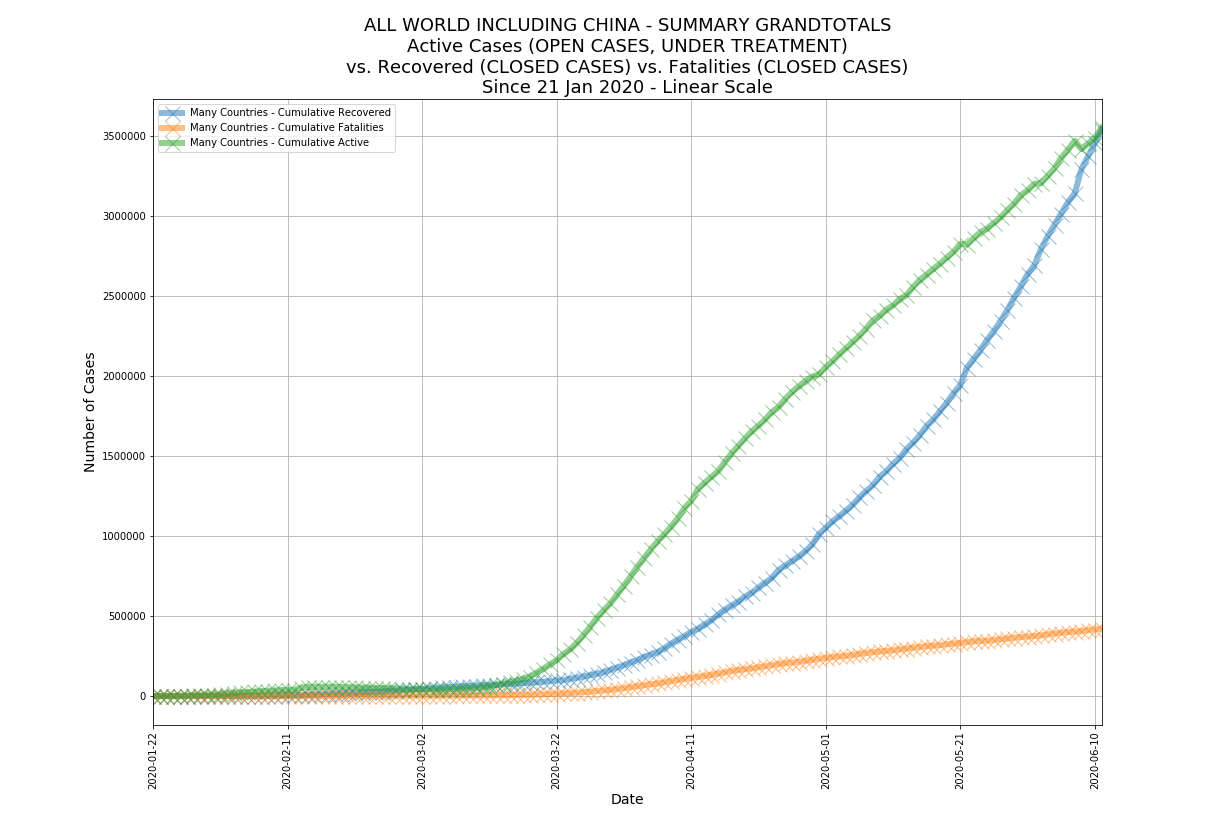 ALL WORLD INCLUDING CHINA - SUMMARY GRANDTOTALS
Active Cases (OPEN CASES, UNDER TREATMENT)
vs. Recovered (CLOSED CASES) vs. Fatalities (CLOSED CASES)
Since 21 Jan 2020 - Linear Scale
Many Countries - Cumulative Recovered
Many Countries - Cumulative Fatalities
Many Countries - Cumulative Active
Number of Cases
3500000
3000000
2500000
2000000
1500000
1000000
500000
0
2020-01-22
2020-02-11
2020-03-02
2020-03-22
2020-04-11
2020-05-01
2020-05-21
2020-06-10
Date